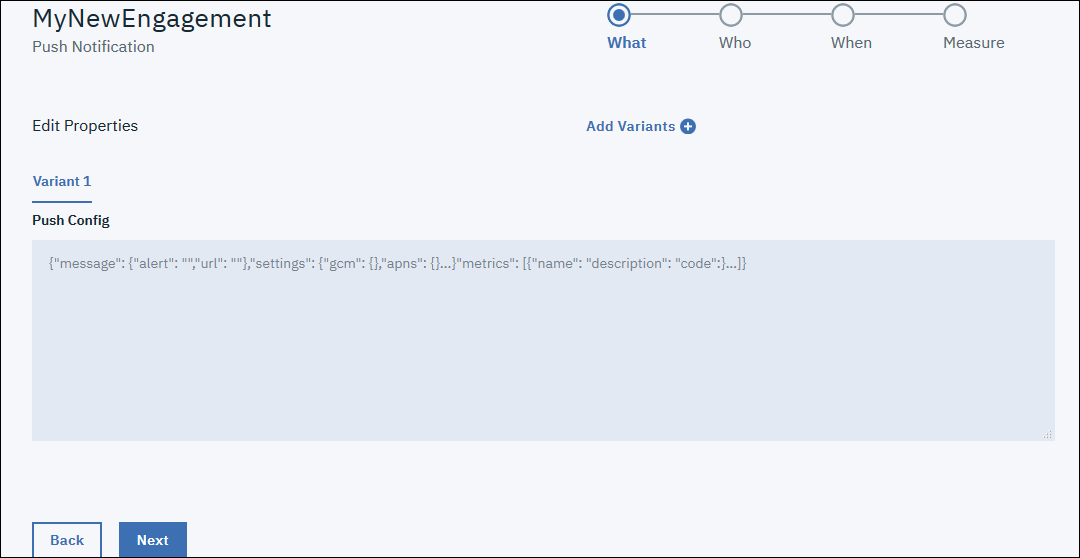 MyNewEngagement
Push Notification
What Who When Measure
Edit Properties
Add Variants
Variant 1
Push Config
{"message": {"alert": "","url": ""},"settings": {"gcm": {},"apns": {}...}"metrics": [{"name": "description": "code":}...]}
Back Next